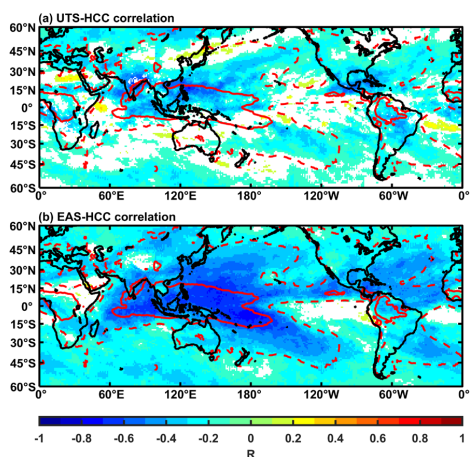 (a) UTS-HCC correlation
60°N
45°N
30°N
15°N
0°
15°S
30°S
45°S
60°S
0° 60°E 120°E 180°W 120°W 60°W 0°
(b) EAS-HCC correlation
60°N
45°N
30°N
15°N
0°
15°S
30°S
45°S
60°S
0° 60°E 120°E 180°W 120°W 60°W 0°
-1 -0.8 -0.6 -0.4 -0.2 0 0.2 0.4 0.6 0.8 1
R